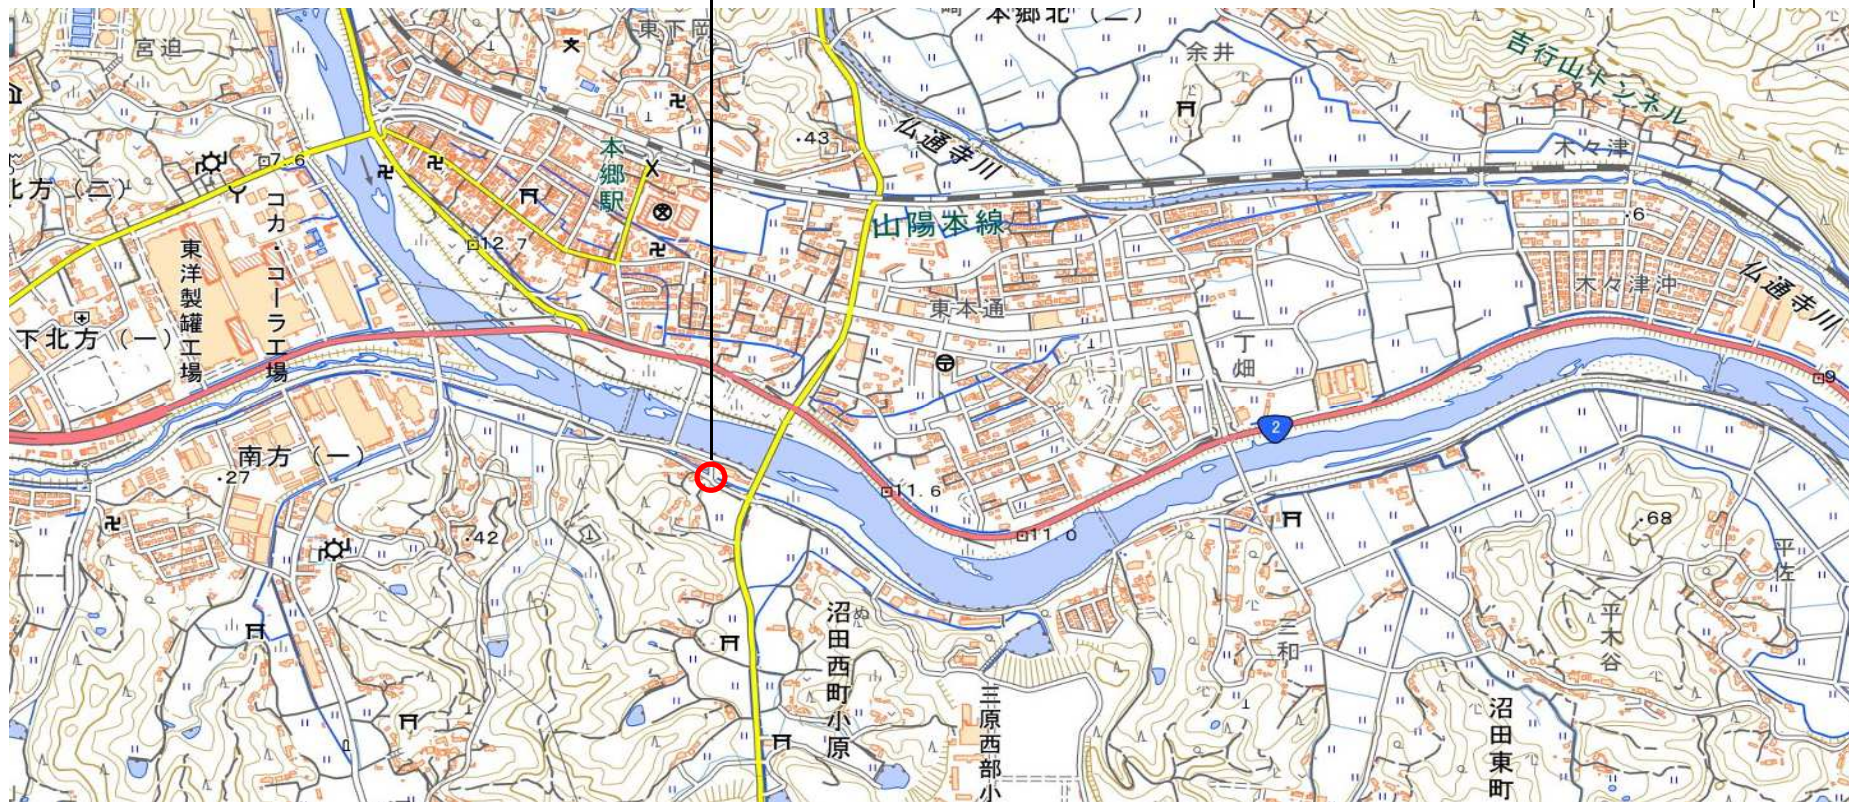 宮迫
東下岡
本郷北（二）
余井
吉行山トンネル
43
仏通寺川
木々津
7.6
本郷駅
北方（二）
コカ・コーラ工場
東洋製罐工場
12.7
山陽本線
6
木々津沖
仏通寺川
東本通
下北方（一）
丁畑
9
2
南方（一）
27
11.6
42
11.0
68
平佐
沼田西町小原
ぬ
三和
平木谷
三原西部小
沼田東町